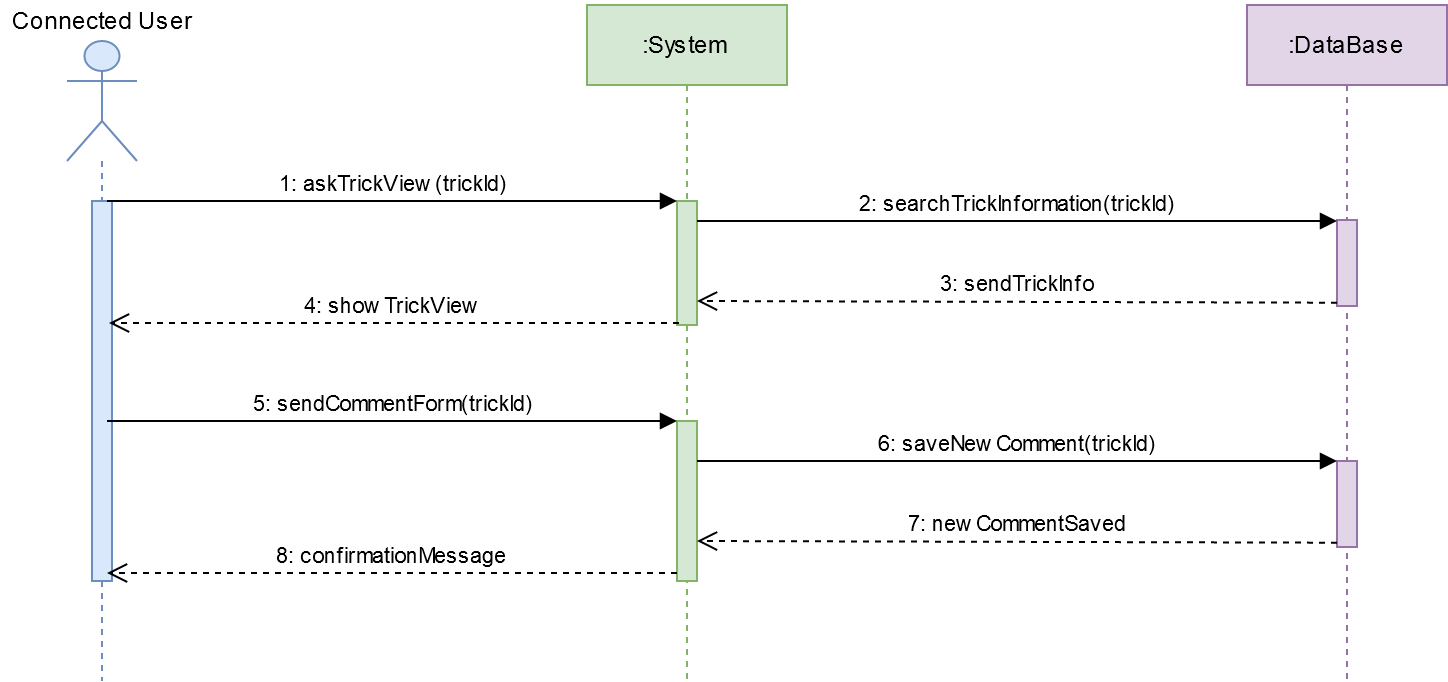 Connected User
:System
:DataBase
1: askTrickView (trickId)
2: searchTrickInformation(trickId)
3: sendTrickInfo
4: show TrickView
5: sendCommentForm(trickId)
6: saveNew Comment(trickId)
7: new CommentSaved
8: confirmationMessage